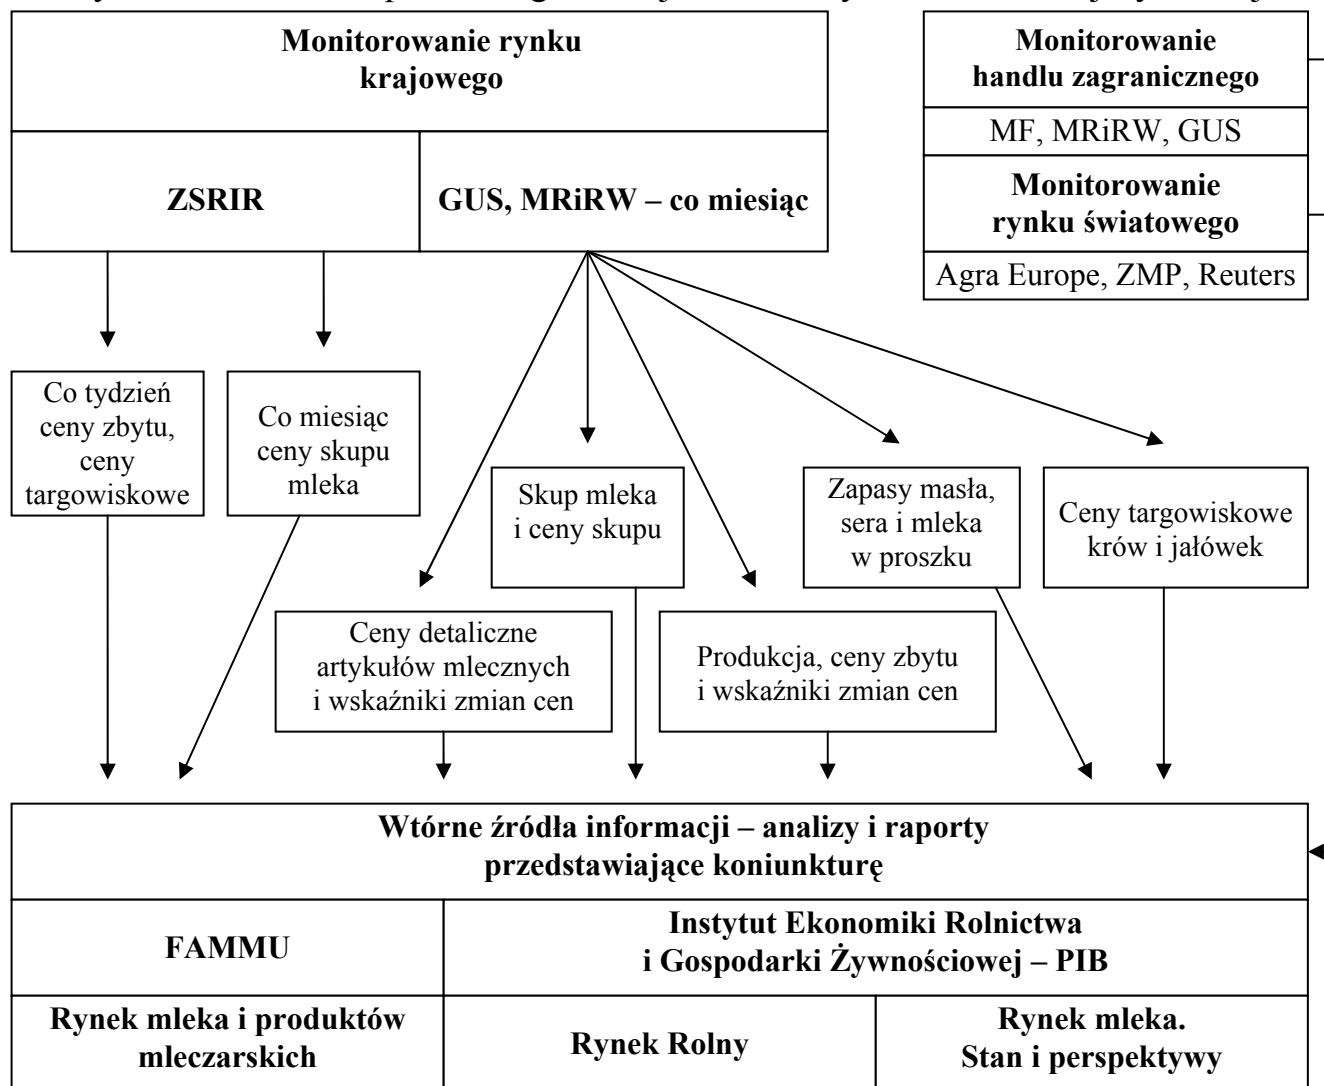 Monitorowanie rynku
krajowego
ZSRIR
GUS, MRiRW – co miesiąc
Monitorowanie
handlu zagranicznego
MF, MRiRW, GUS
Monitorowanie
rynku światowego
Agra Europe, ZMP, Reuters
Co tydzień
ceny zbytu,
ceny
targowiskowe
Co miesiąc
ceny skupu
mleka
Skup mleka
i ceny skupu
Zapasy masła,
sera i mleka
w proszku
Ceny targowiskowe
krów i jałówek
Ceny detaliczne
artykułów mlecznych
i wskaźniki zmian cen
Produkcja, ceny zbytu
i wskaźniki zmian cen
Wtórne źródła informacji – analizy i raporty
przedstawiające koniunkturę
FAMMU
Instytut Ekonomiki Rolnictwa
i Gospodarki Żywnościowej – PIB
Rynek mleka i produktów
mleczarskich
Rynek Rolny
Rynek mleka.
Stan i perspektywy